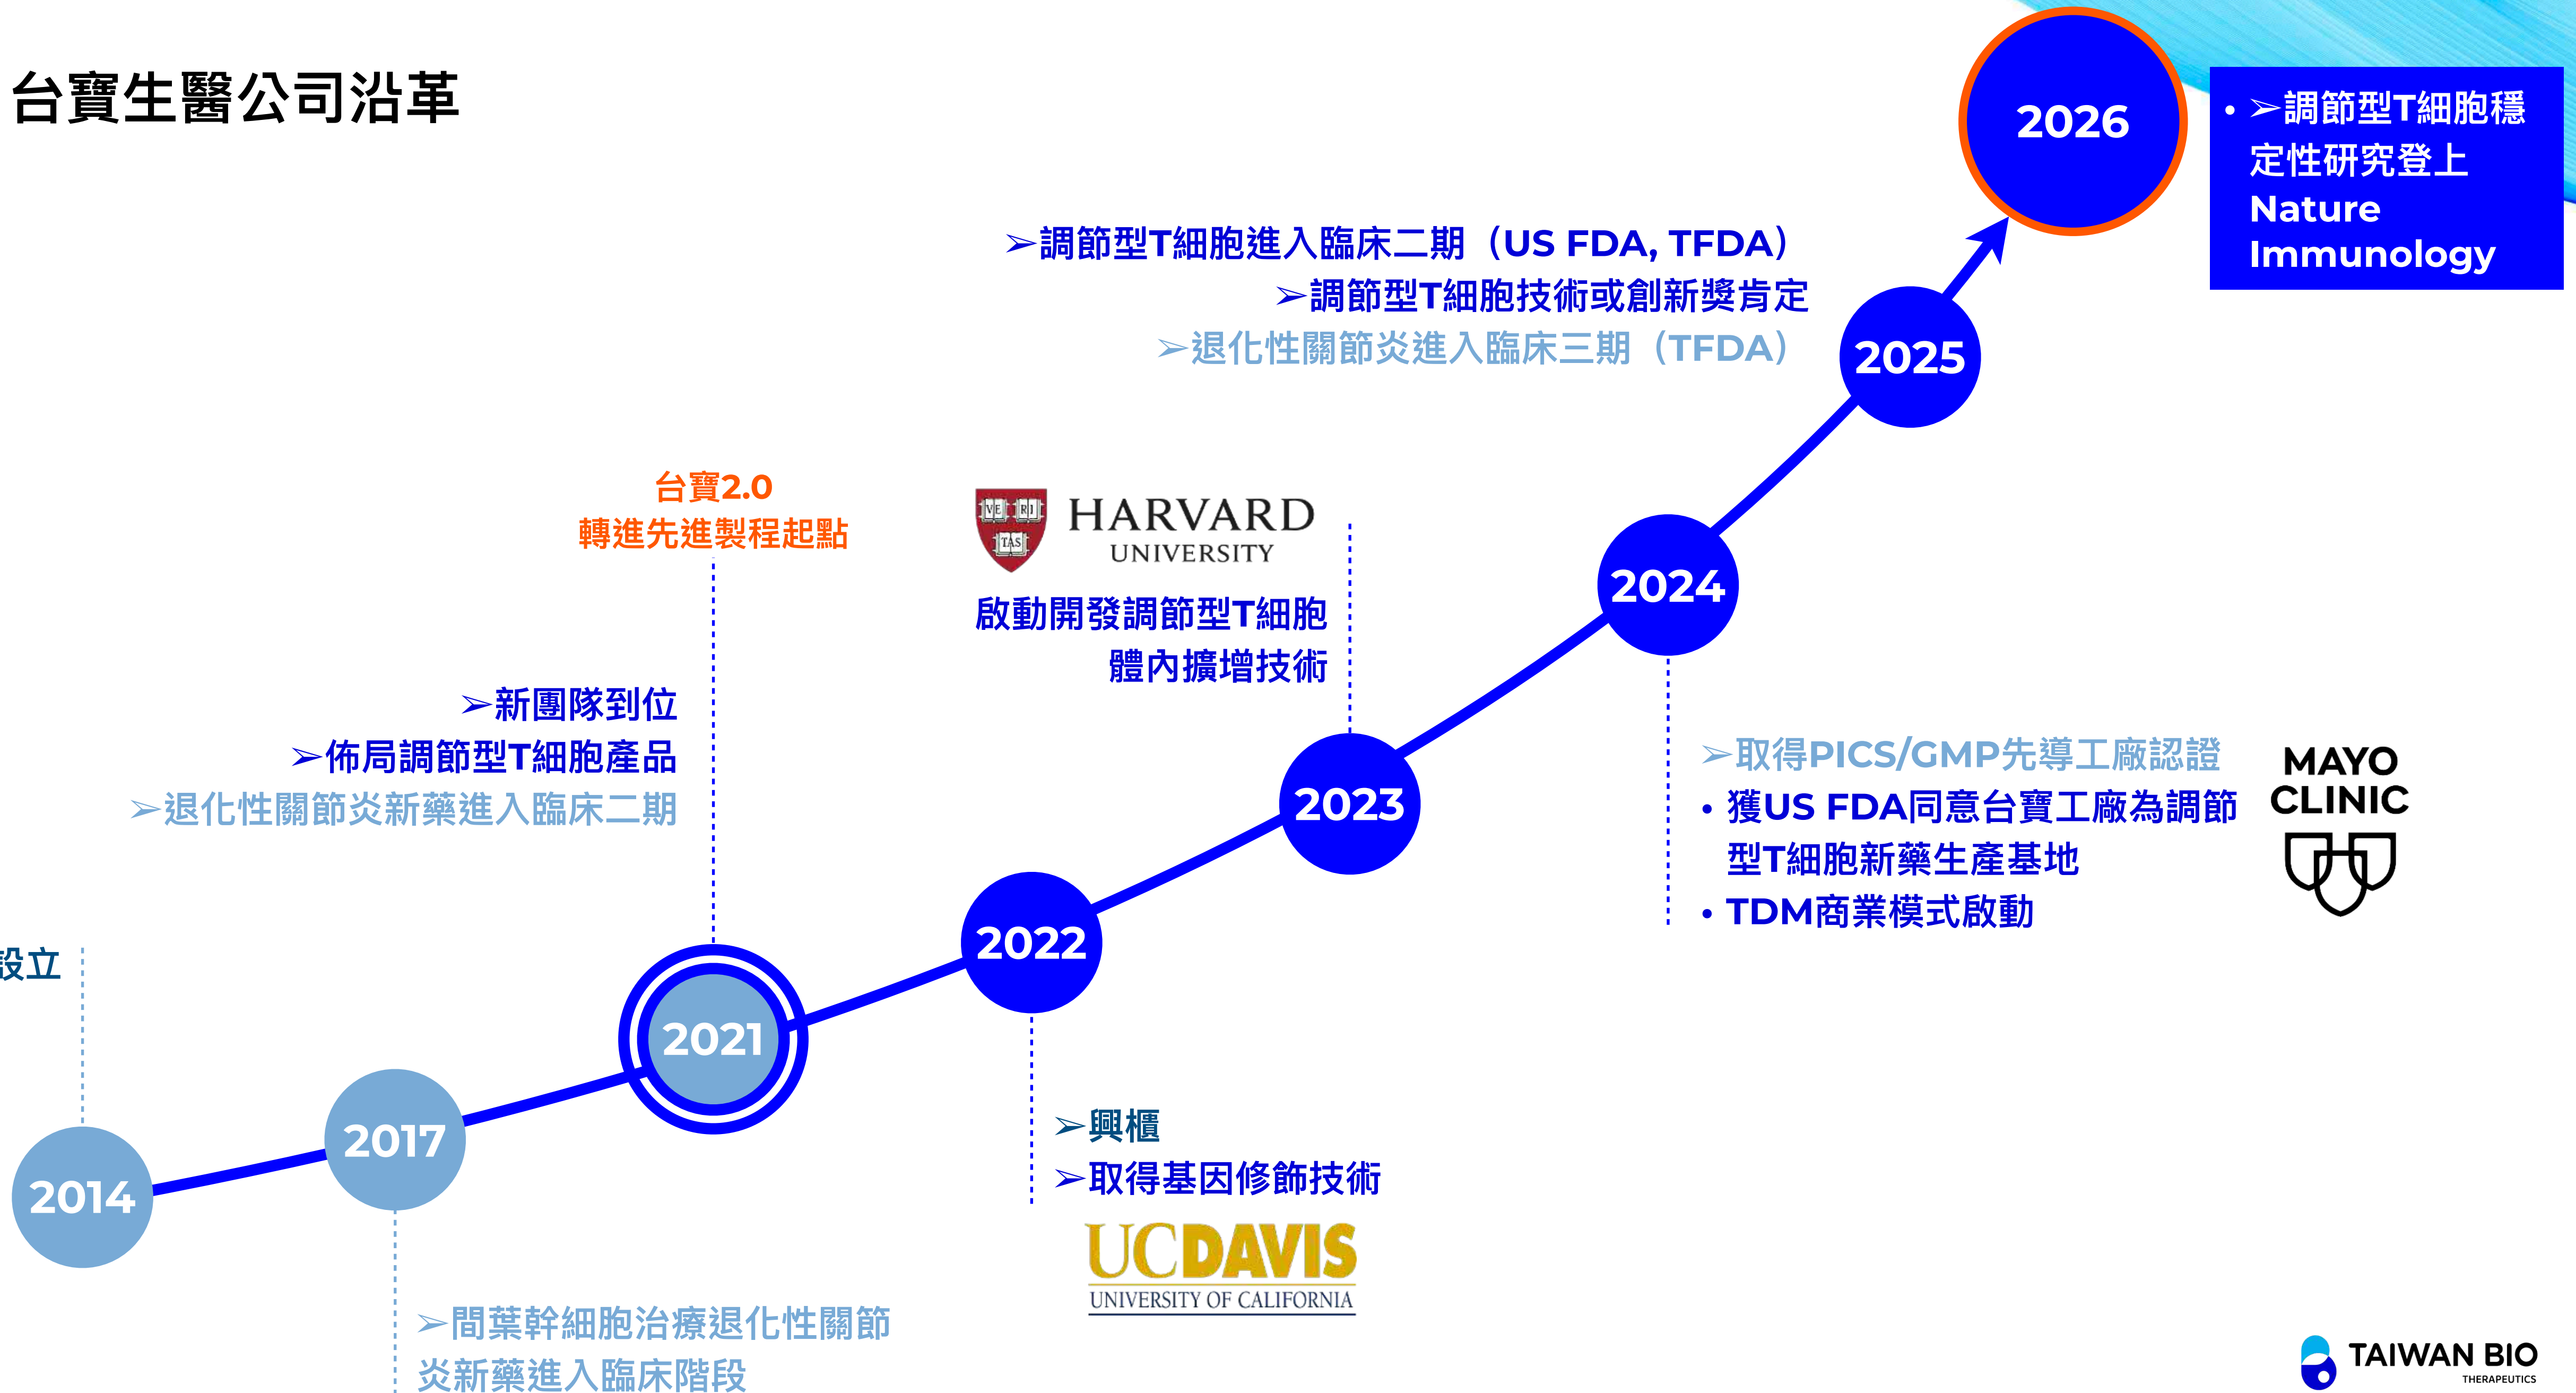 台寶生醫公司沿革
2026
• ➢調節型T細胞穩
定性研究登上
Nature
Immunology
➢調節型T細胞進入臨床二期（US FDA, TFDA）
➢調節型T細胞技術或創新獎肯定
➢退化性關節炎進入臨床三期（TFDA）
2025
台寶2.0
轉進先進製程起點
VE RI TAS
HARVARD
UNIVERSITY
啟動開發調節型T細胞
體內擴增技術
2024
➢新團隊到位
➢佈局調節型T細胞產品
➢退化性關節炎新藥進入臨床二期
2023
➢取得PICS/GMP先導工廠認證
• 獲US FDA同意台寶工廠為調節
型T細胞新藥生產基地
• TDM商業模式啟動
MAYO
CLINIC
設立
2022
2021
➢興櫃
➢取得基因修飾技術
UCDAVIS
UNIVERSITY OF CALIFORNIA
2017
2014
➢間葉幹細胞治療退化性關節
炎新藥進入臨床階段
TAIWAN BIO
THERAPEUTICS